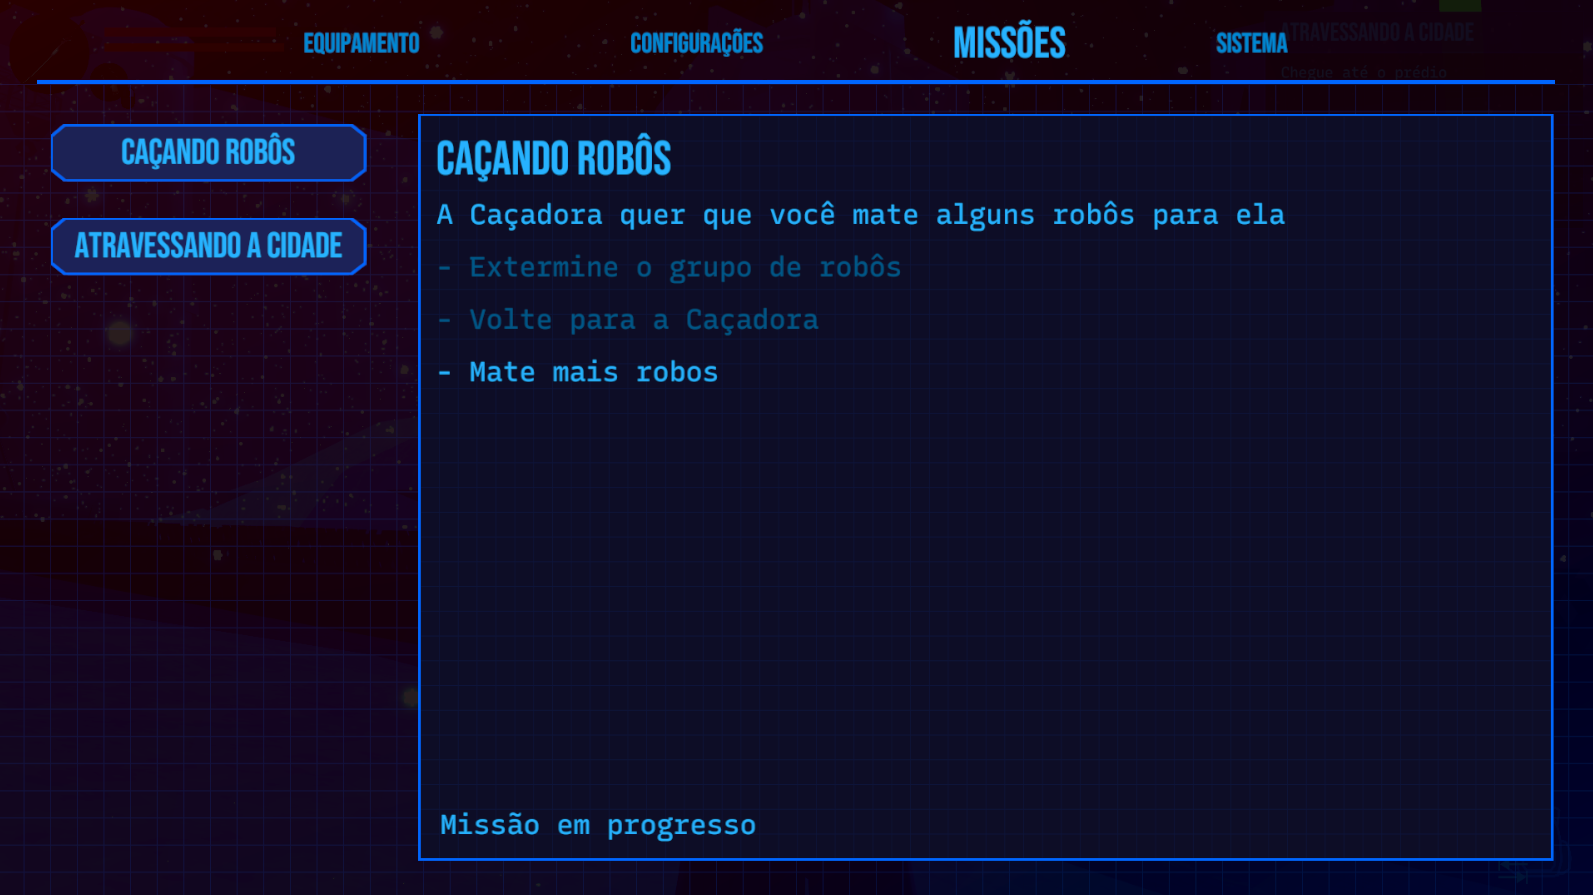 EQUIPAMENTO
CONFIGURAÇÕES
MISSÕES
SISTEMA
ATRAVESSANDO A CIDADE
Chegue até o prédio
CAÇANDO ROBÔS
ATRAVESSANDO A CIDADE
CAÇANDO ROBÔS
A Caçadora quer que você mate alguns robôs para ela
- Extermine o grupo de robôs
- Volte para a Caçadora
- Mate mais robos
Missão em progresso